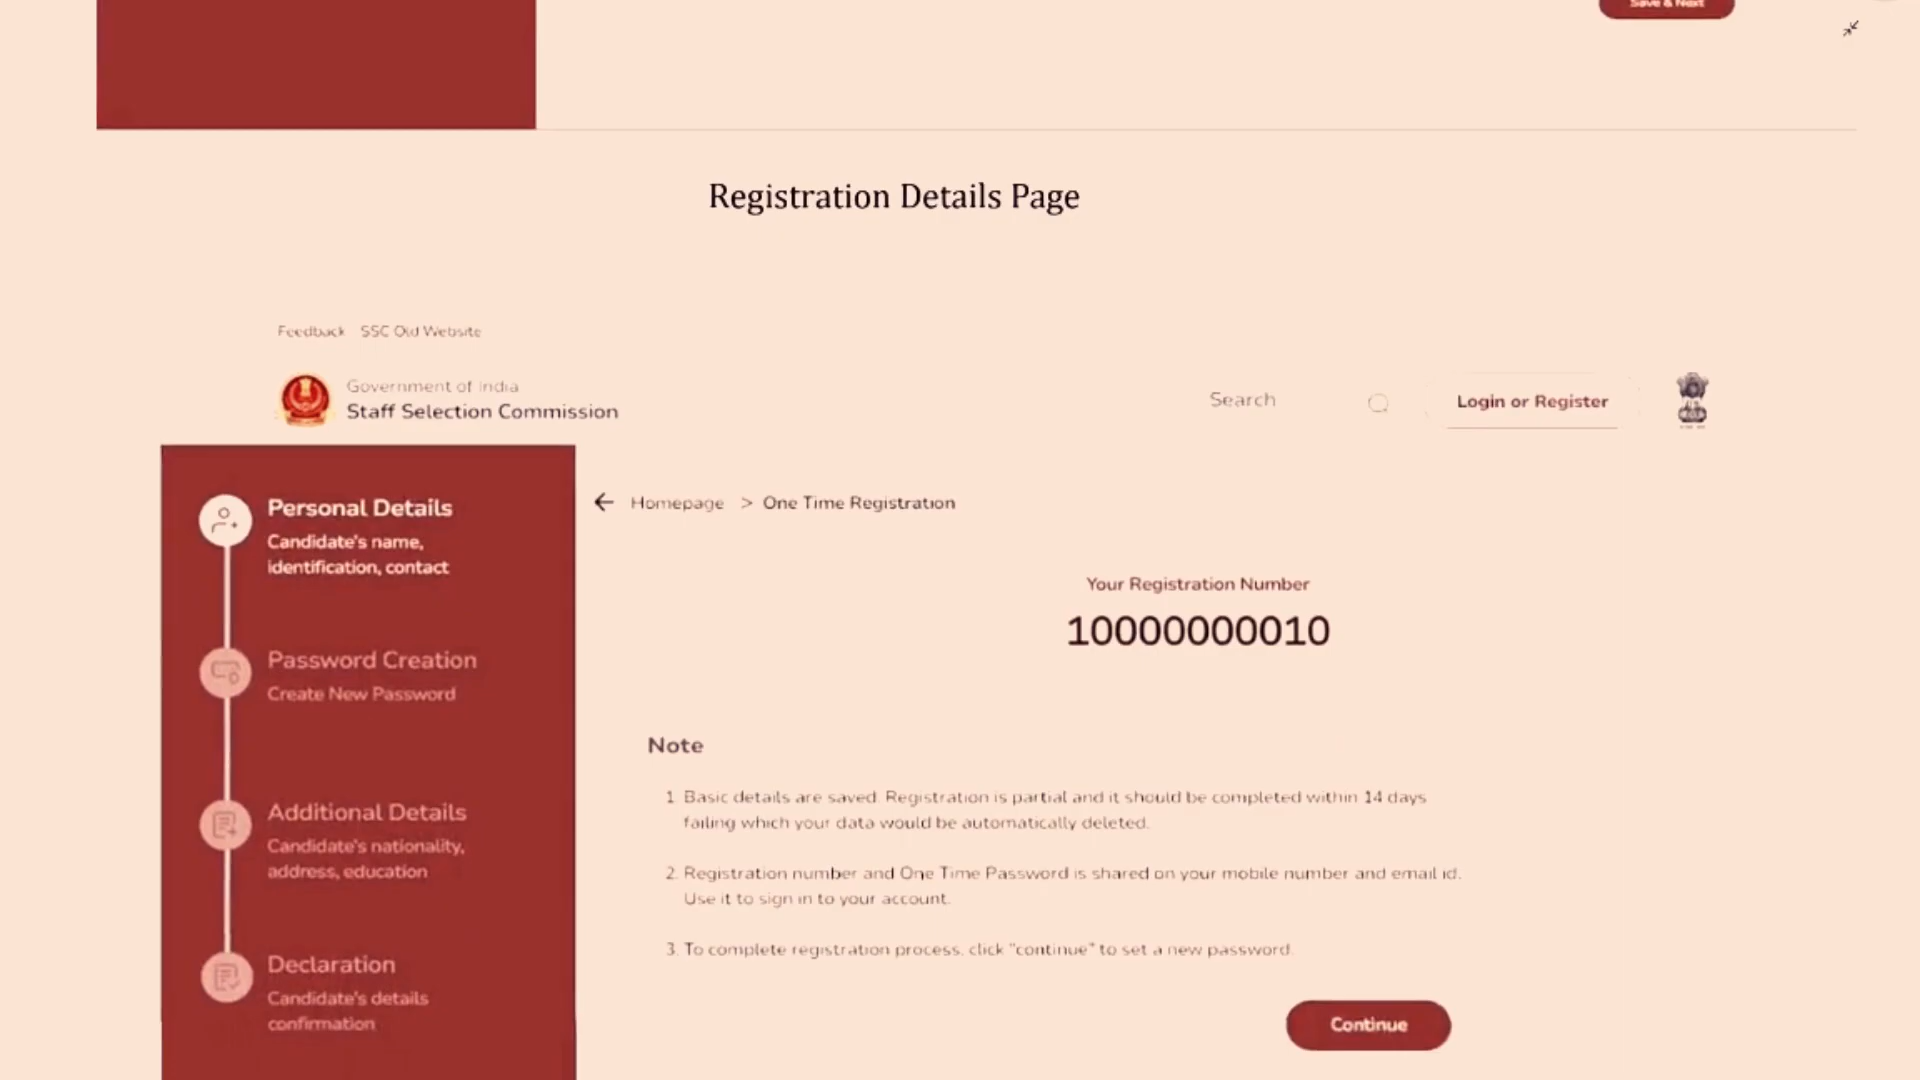 Save & Next
Registration Details Page
Feedback SSC Old Website
Government of India
Staff Selection Commission
Search
Login or Register
Personal Details
Candidate's name,
identification, contact
Password Creation
Create New Password
Additional Details
Candidate's nationality,
address, education
Declaration
Candidate's details
confirmation
Homepage > One Time Registration
Your Registration Number
10000000010
Note
1. Basic details are saved. Registration is partial and it should be completed within 14 days
failing which your data would be automatically deleted.
2. Registration number and One Time Password is shared on your mobile number and email id.
Use it to sign in to your account.
3. To complete registration process, click "continue" to set a new password.
Continue